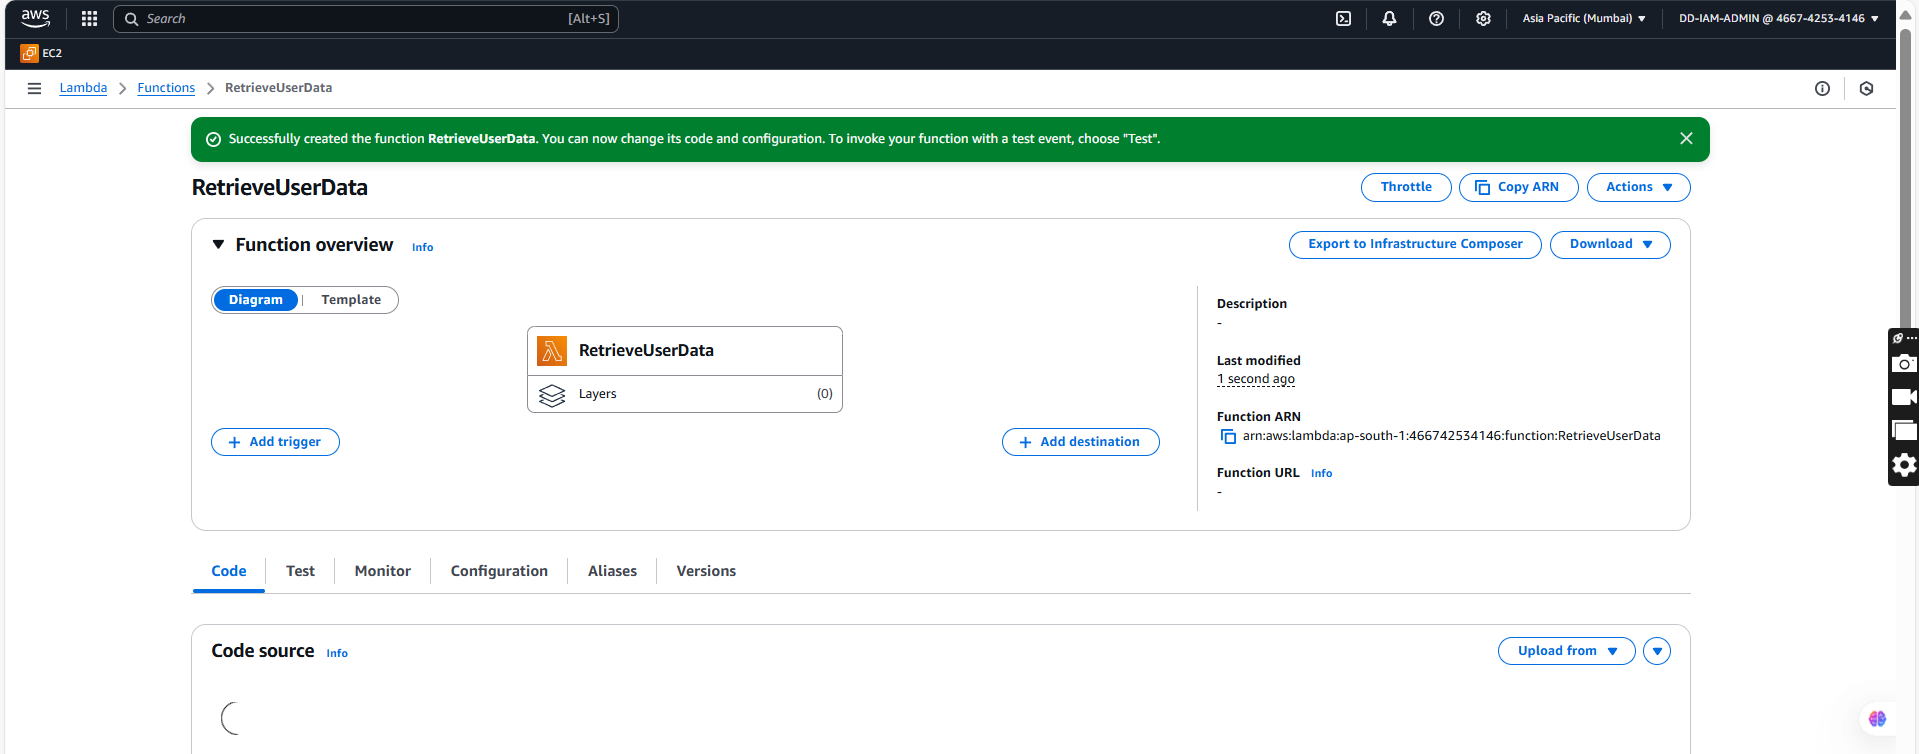 aws
Search [Alt+S]
Asia Pacific (Mumbai) ▼
DD-IAM-ADMIN @ 4667-4253-4146 ▼
EC2
Lambda > Functions > RetrieveUserData
Successfully created the function RetrieveUserData. You can now change its code and configuration. To invoke your function with a test event, choose "Test".
RetrieveUserData
Throttle
Copy ARN
Actions ▼
▼ Function overview Info
Export to Infrastructure Composer
Download ▼
Diagram | Template
RetrieveUserData
Layers (0)
+ Add trigger
+ Add destination
Description
-
Last modified
1 second ago
Function ARN
arn:aws:lambda:ap-south-1:466742534146:function:RetrieveUserData
Function URL Info
-
Code
Test
Monitor
Configuration
Aliases
Versions
Code source Info
Upload from ▼